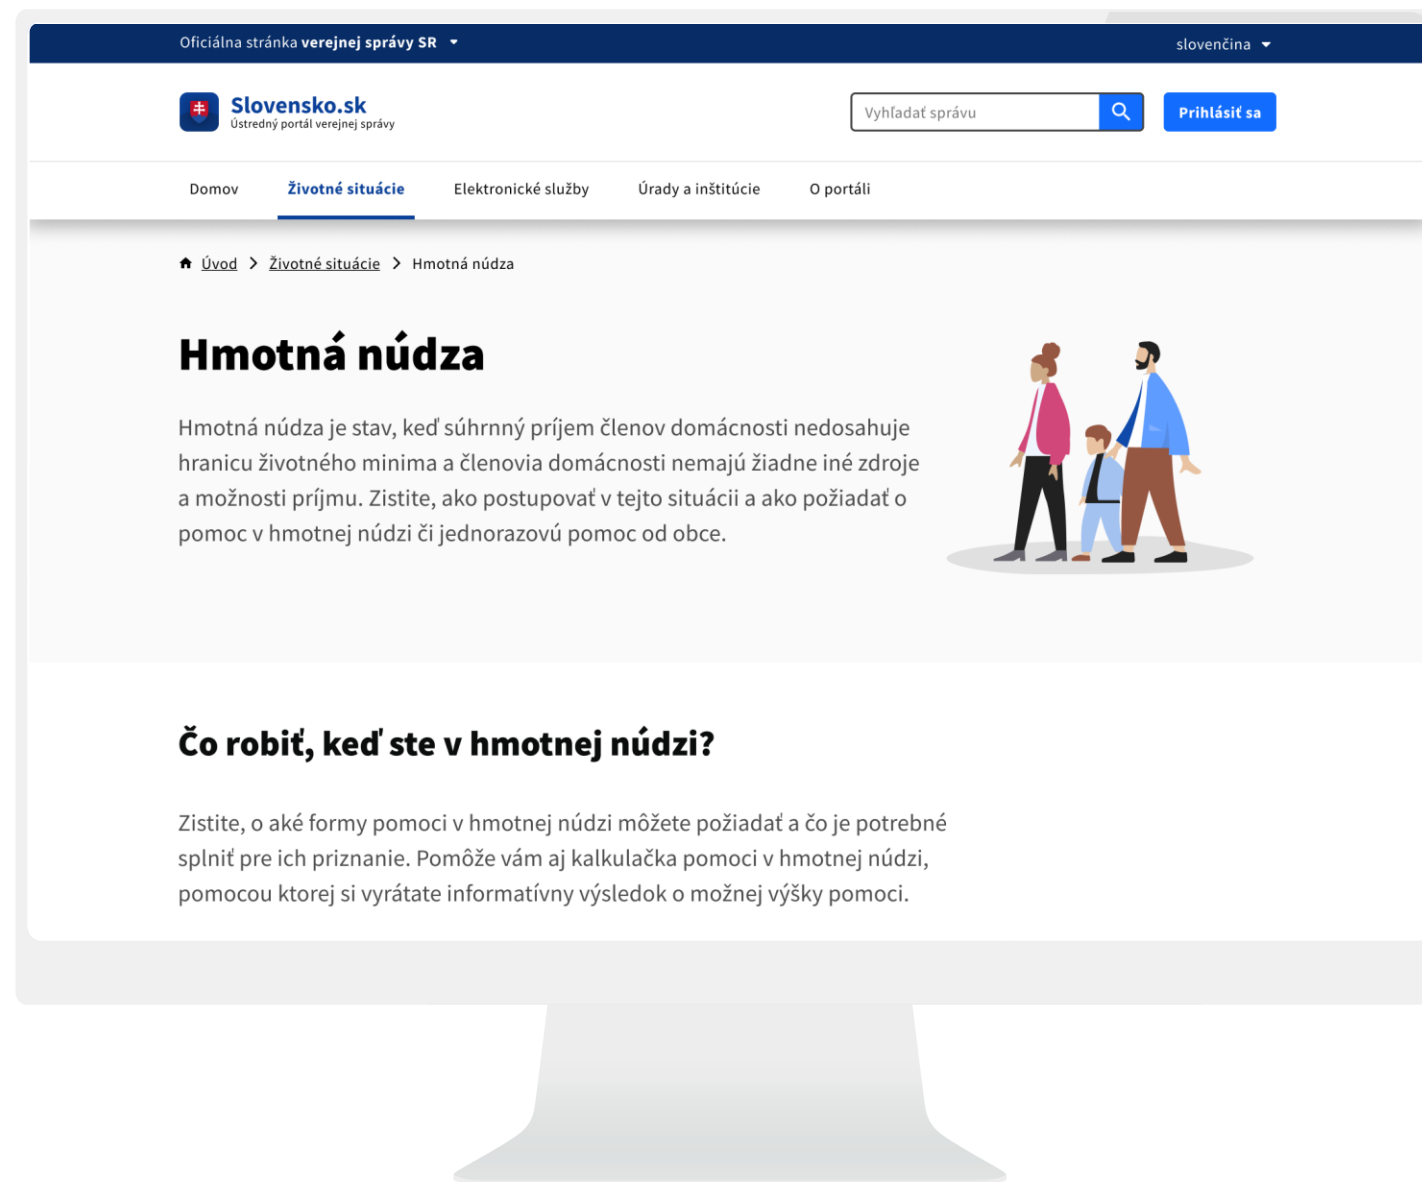 Oficiálna stránka verejnej správy SR
slovenčina
Slovensko.sk
Ústredný portál verejnej správy
Vyhľadať správu
Prihlásiť sa
Domov Životné situácie Elektronické služby Úrady a inštitúcie O portáli
Úvod > Životné situácie > Hmotná núdza
Hmotná núdza
Hmotná núdza je stav, keď súhrnný príjem členov domácnosti nedosahuje
hranicu životného minima a členovia domácnosti nemajú žiadne iné zdroje
a možnosti príjmu. Zistite, ako postupovať v tejto situácii a ako požiadať o
pomoc v hmotnej núdzi či jednorazovú pomoc od obce.
Čo robiť, keď ste v hmotnej núdzi?
Zistite, o aké formy pomoci v hmotnej núdzi môžete požiadať a čo je potrebné
splniť pre ich priznanie. Pomôže vám aj kalkulačka pomoci v hmotnej núdzi,
pomocou ktorej si vyrátate informatívny výsledok o možnej výšky pomoci.